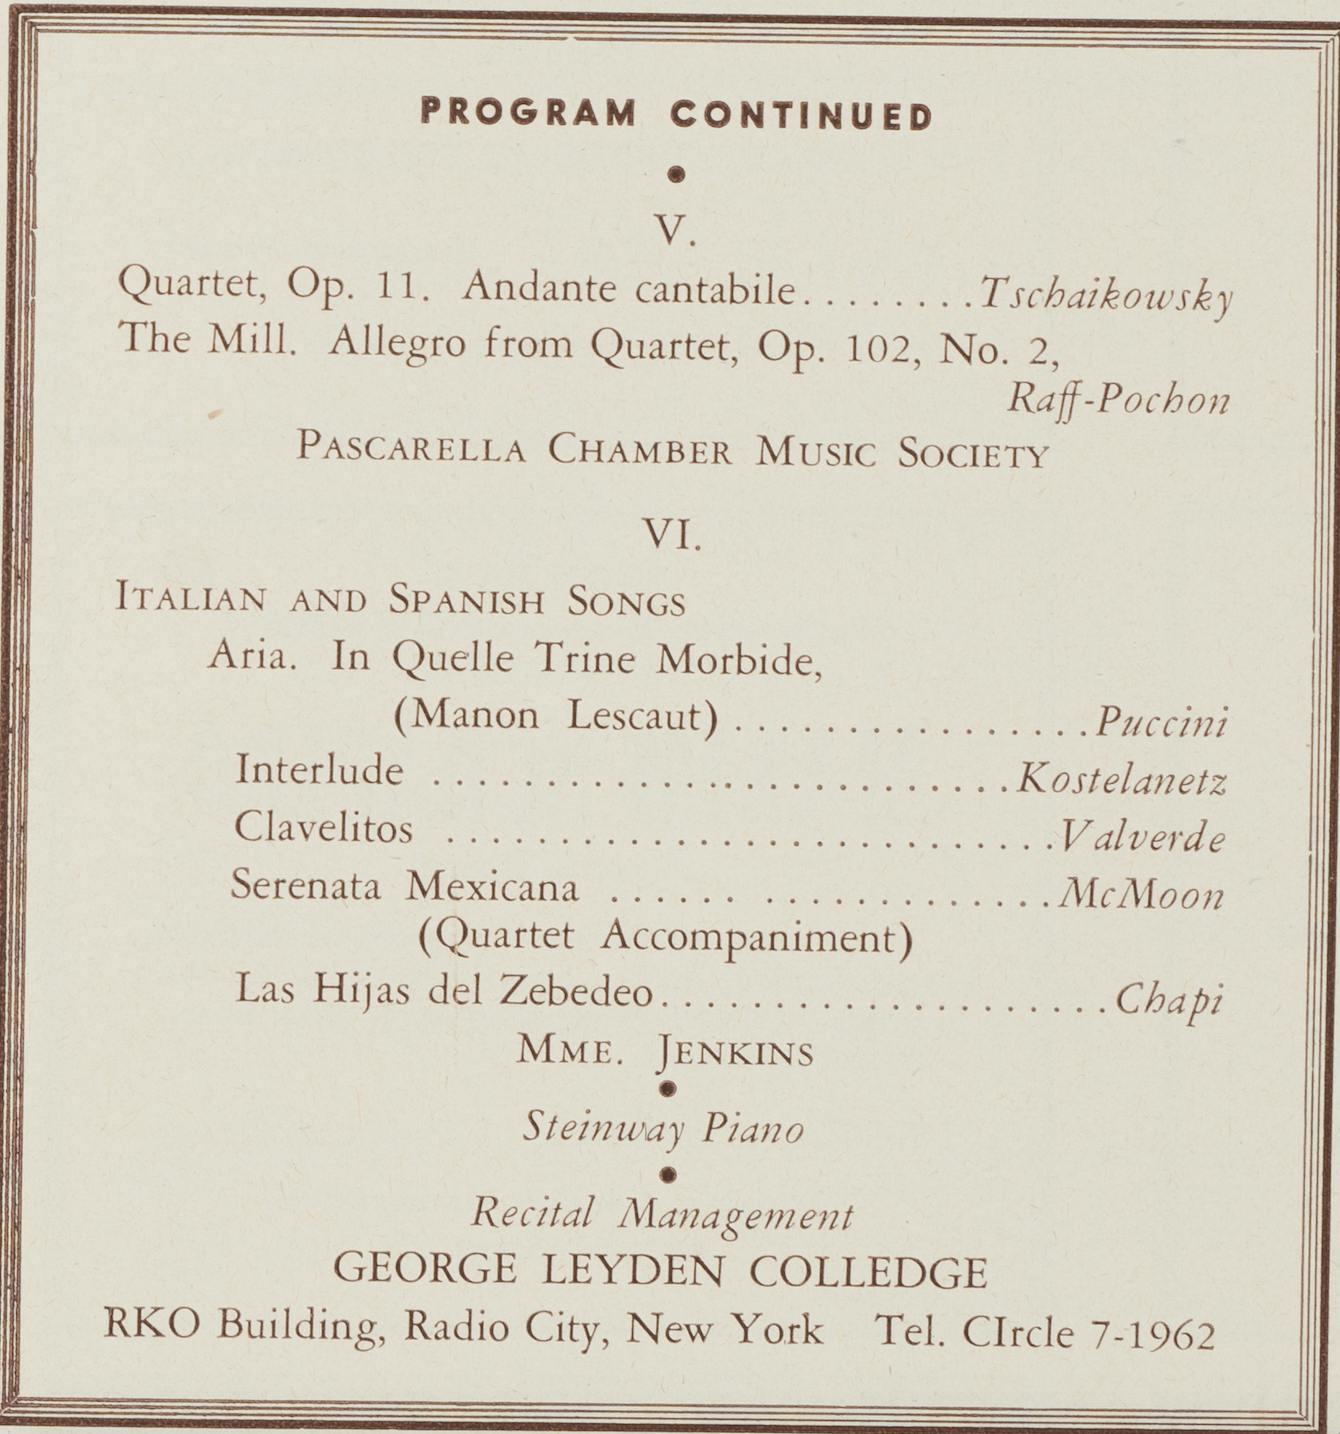 PROGRAM CONTINUED
V.
Quartet, Op. 11. Andante cantabile........Tschaikowsky
The Mill. Allegro from Quartet, Op. 102, No. 2,
Raff-Pochon
PASCARELLA CHAMBER MUSIC SOCIETY
VI.
ITALIAN AND SPANISH SONGS
Aria. In Quelle Trine Morbide,
(Manon Lescaut) ................Puccini
Interlude ..........................Kostelanetz
Clavelitos ...........................Valverde
Serenata Mexicana ...... .............McMoon
(Quartet Accompaniment)
Las Hijas del Zebedeo....................Chapi
MME. JENKINS
Steinway Piano
Recital Management
GEORGE LEYDEN COLLEDGE
RKO Building, Radio City, New York Tel. CIrcle 7-1962